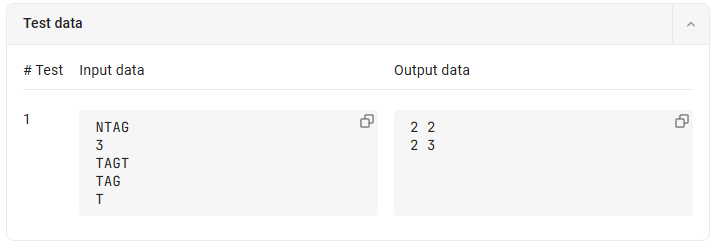 Test data
# Test Input data Output data
1
NTAG
3
TAGT
TAG
T
2 2
2 3